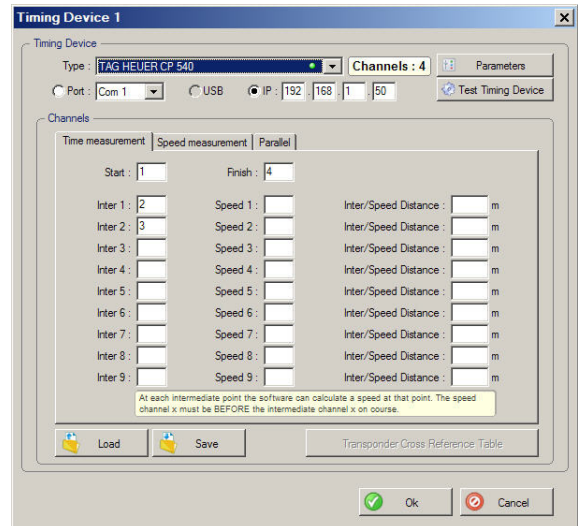 Timing Device 1
Timing Device
Type : TAG HEUER CP 540 Channels : 4 Parameters
Port : Com 1 USB IP : 192 . 168 . 1 . 50 Test Timing Device
Channels
Time measurement Speed measurement Parallel
Start : 1 Finish : 4
Inter 1 : 2 Speed 1 : Inter/Speed Distance : m
Inter 2 : 3 Speed 2 : Inter/Speed Distance : m
Inter 3 : Speed 3 : Inter/Speed Distance : m
Inter 4 : Speed 4 : Inter/Speed Distance : m
Inter 5 : Speed 5 : Inter/Speed Distance : m
Inter 6 : Speed 6 : Inter/Speed Distance : m
Inter 7 : Speed 7 : Inter/Speed Distance : m
Inter 8 : Speed 8 : Inter/Speed Distance : m
Inter 9 : Speed 9 : Inter/Speed Distance : m
At each intermediate point the software can calculate a speed at that point. The speed
channel x must be BEFORE the intermediate channel x on course.
Load Save Transponder Cross Reference Table
Ok Cancel